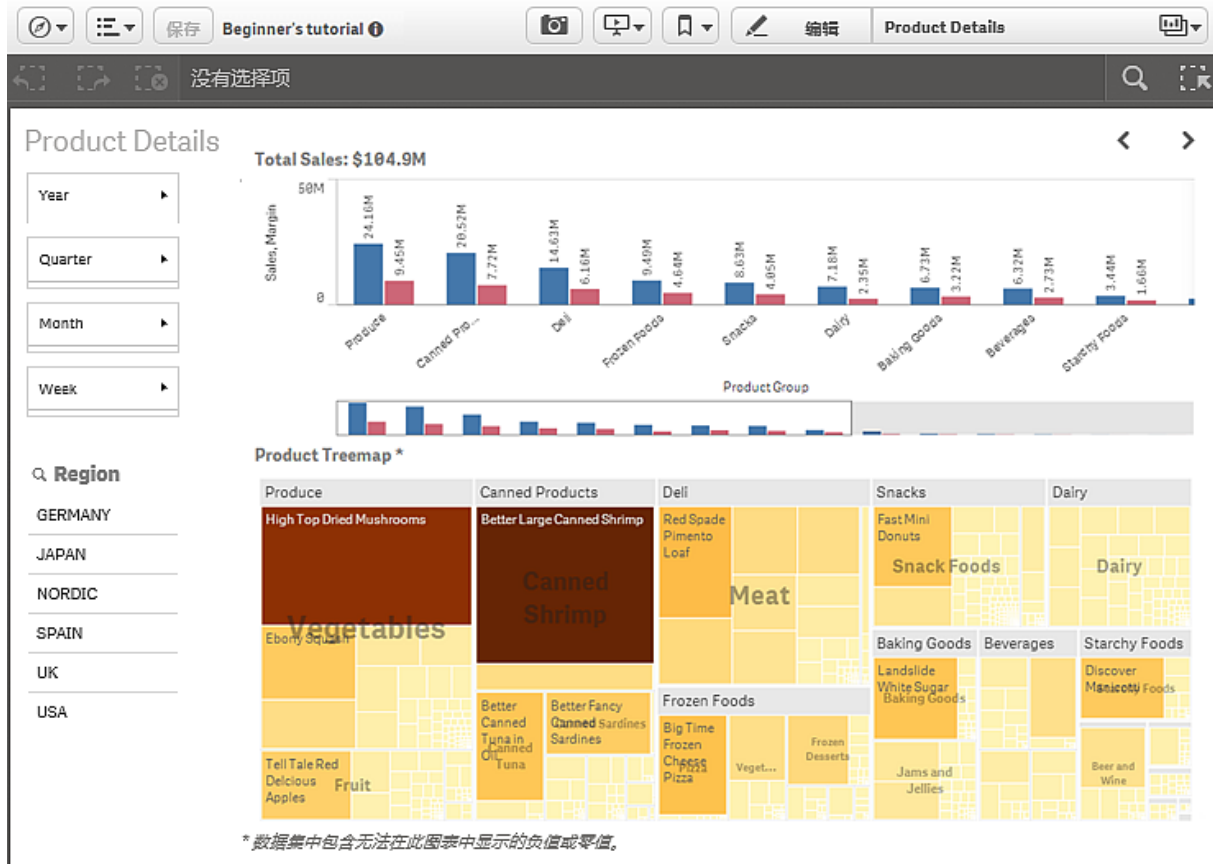 保存 Beginner's tutorial 编辑 Product Details
没有选择项
Product Details
Year
Quarter
Month
Week
Region
GERMANY
JAPAN
NORDIC
SPAIN
UK
USA
Total Sales: $104.9M
Sales, Margin
50M
0
24.16M 9.45M 20.52M 7.72M 14.63M 6.16M 9.49M 4.64M 8.63M 4.05M 7.18M 2.35M 6.73M 3.22M 6.32M 2.73M 3.44M 1.66M
Produce Canned Pro... Deli Frozen Foods Snacks Dairy Baking Goods Beverages Starchy Foods
Product Group
Product Treemap *
Produce
High Top Dried Mushrooms
Vegetables
Ebony Squash
Tell Tale Red
Delcious
Apples
Fruit
Canned Products
Better Large Canned Shrimp
Canned
Shrimp
Better
Canned
Tuna in
Oil
Canned
Tuna
Better Fancy
Canned
Sardines
Canned Sardines
Deli
Red Spade
Pimento
Loaf
Meat
Frozen Foods
Big Time
Frozen
Cheese
Pizza
Pizza
Veget...
Frozen
Desserts
Snacks
Fast Mini
Donuts
Snack Foods
Dairy
Dairy
Baking Goods
Landslide
White Sugar
Baking Goods
Jams and
Jellies
Beverages
Starchy Foods
Discover
Manicotti
Starchy Foods
Beer and
Wine
* 数据集中包含无法在此图表中显示的负值或零值。